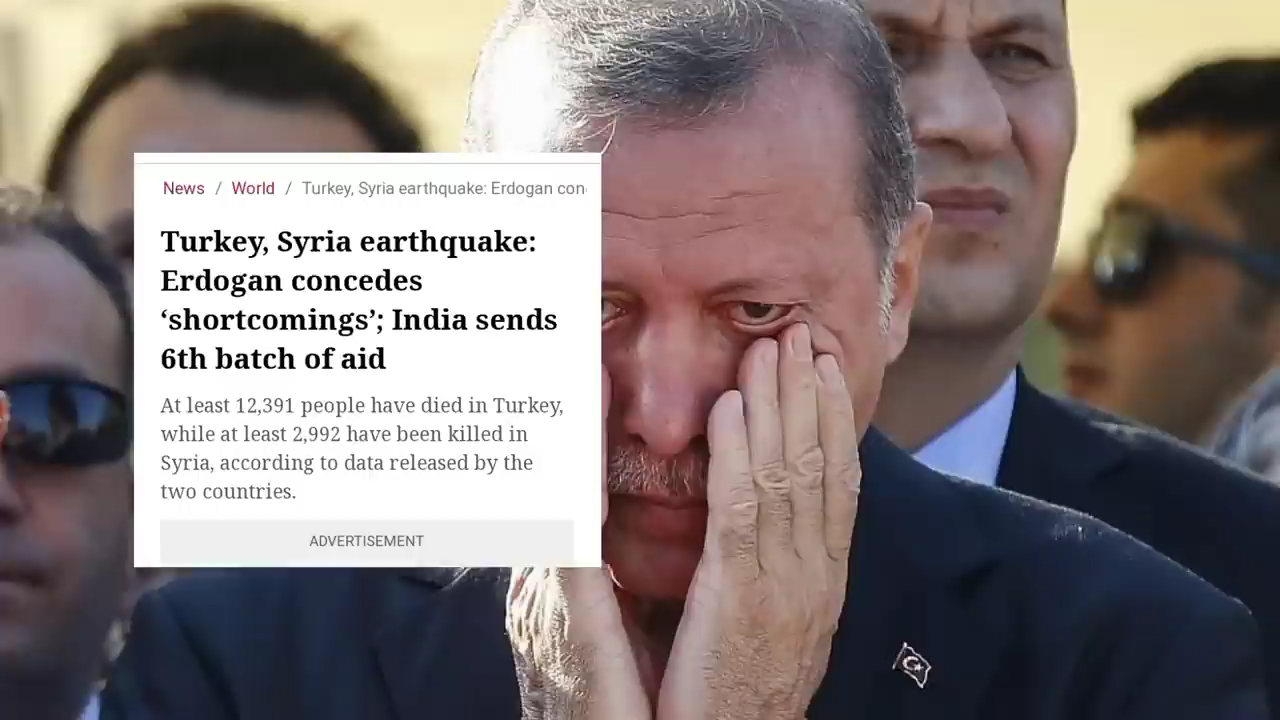 News / World / Turkey, Syria earthquake: Erdogan con
Turkey, Syria earthquake:
Erdogan concedes
‘shortcomings’; India sends
6th batch of aid
At least 12,391 people have died in Turkey,
while at least 2,992 have been killed in
Syria, according to data released by the
two countries.
ADVERTISEMENT